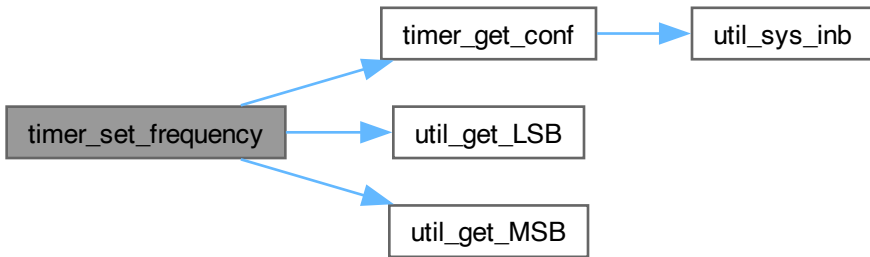 timer_get_conf
util_sys_inb
timer_set_frequency
util_get_LSB
util_get_MSB